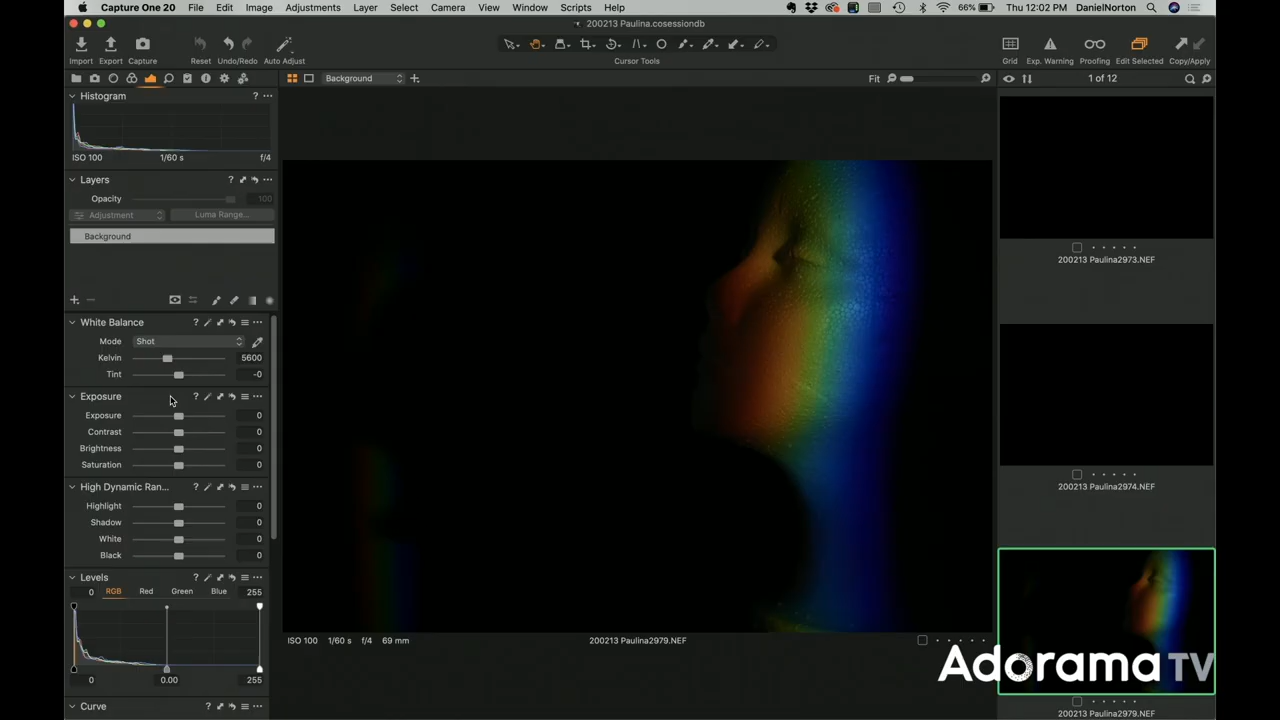 Capture One 20 File Edit Image Adjustments Layer Select Camera View Window Scripts Help 66% Thu 12:02 PM DanielNorton
200213 Paulina.cosessiondb
Import Export Capture Reset Undo/Redo Auto Adjust Cursor Tools Grid Exp. Warning Proofing Edit Selected Copy/Apply
Background Fit 1 of 12
Histogram ? ...
ISO 100 1/60 s f/4
Layers ? ...
Opacity 100
Adjustment Luma Range...
Background
White Balance ? ...
Mode Shot
Kelvin 5600
Tint -0
Exposure ? ...
Exposure 0
Contrast 0
Brightness 0
Saturation 0
High Dynamic Ran... ? ...
Highlight 0
Shadow 0
White 0
Black 0
Levels ? ...
0 RGB Red Green Blue 255
0 0.00 255
Curve ? ...
ISO 100 1/60 s f/4 69 mm 200213 Paulina2979.NEF
200213 Paulina2973.NEF
200213 Paulina2974.NEF
Adorama TV
200213 Paulina2979.NEF